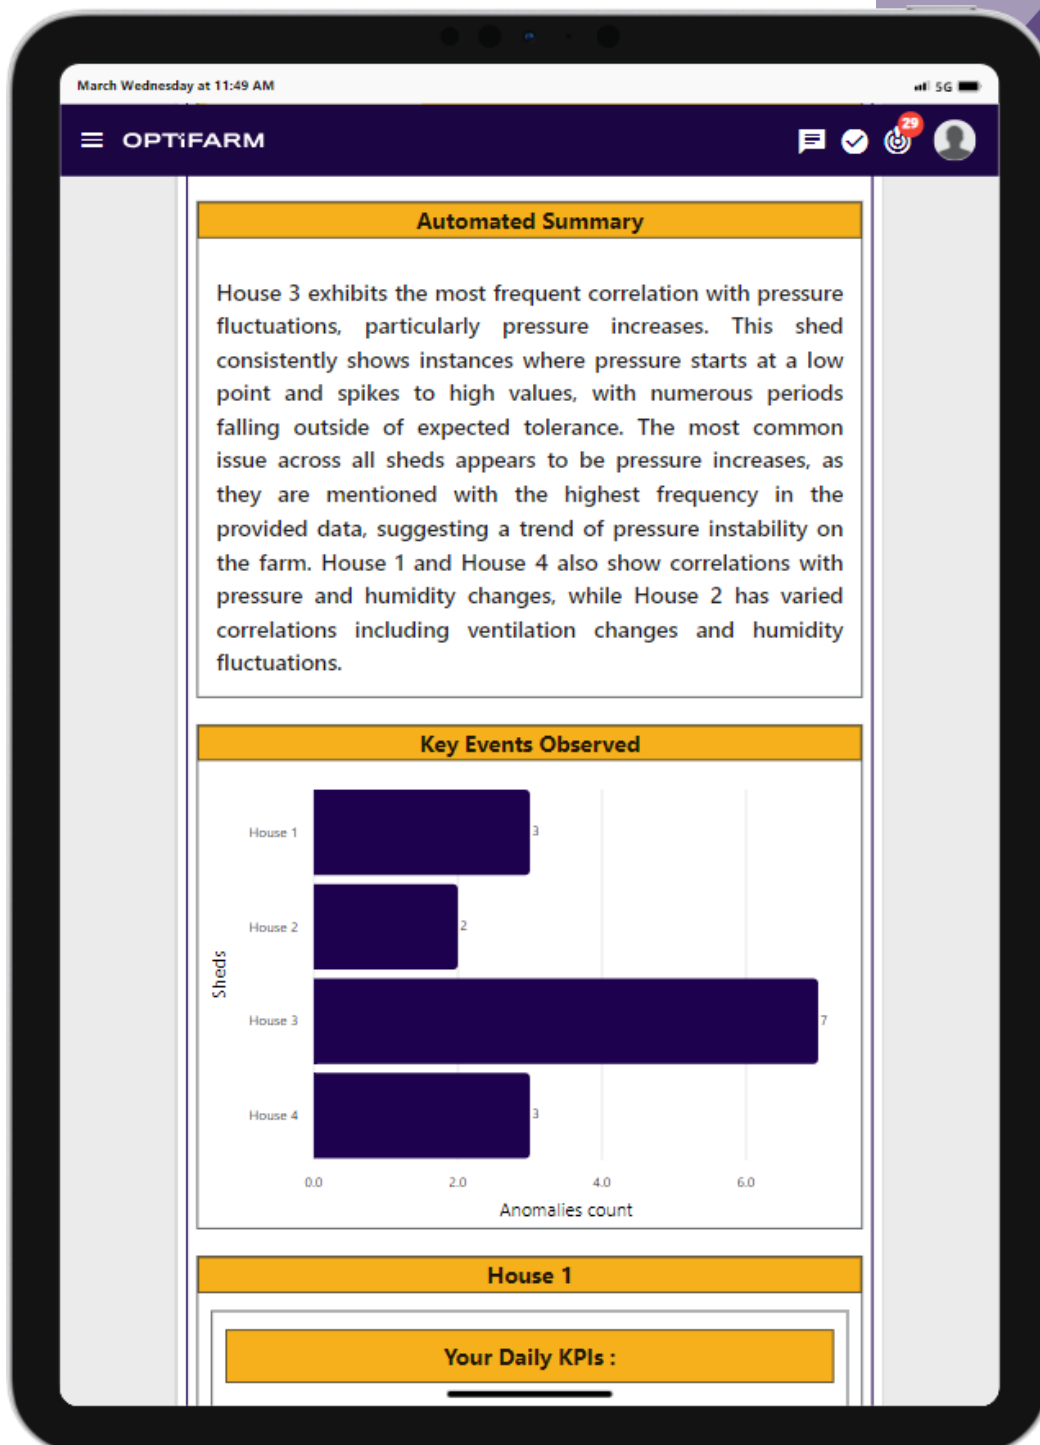 March Wednesday at 11:49 AM
5G
OPTiFARM
29
Automated Summary
House 3 exhibits the most frequent correlation with pressure
fluctuations, particularly pressure increases. This shed
consistently shows instances where pressure starts at a low
point and spikes to high values, with numerous periods
falling outside of expected tolerance. The most common
issue across all sheds appears to be pressure increases, as
they are mentioned with the highest frequency in the
provided data, suggesting a trend of pressure instability on
the farm. House 1 and House 4 also show correlations with
pressure and humidity changes, while House 2 has varied
correlations including ventilation changes and humidity
fluctuations.
Key Events Observed
House 1
3
House 2
2
Sheds
House 3
7
House 4
3
0.0 2.0 4.0 6.0
Anomalies count
House 1
Your Daily KPIs :